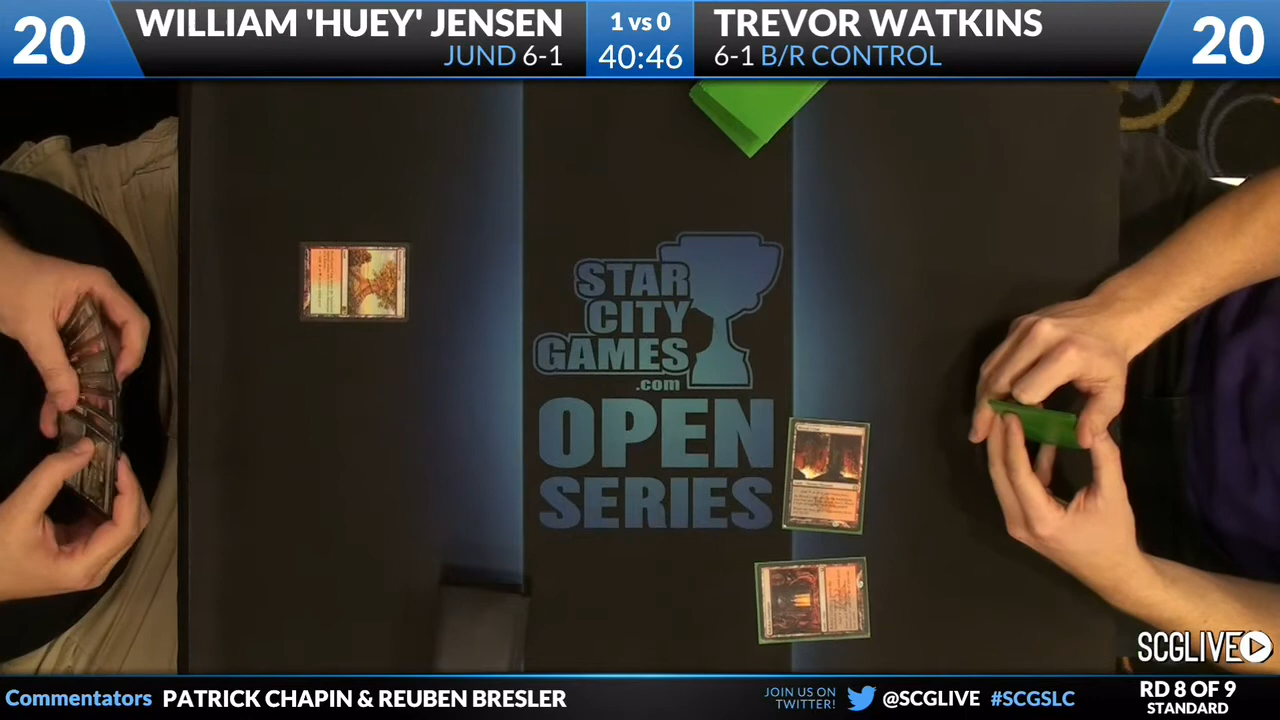 20
WILLIAM 'HUEY' JENSEN
JUND 6-1
1 vs 0
40:46
TREVOR WATKINS
6-1 B/R CONTROL
20
STAR
CITY
GAMES
.com
OPEN
SERIES
SCGLIVE
Commentators PATRICK CHAPIN & REUBEN BRESLER
JOIN US ON
TWITTER!
@SCGLIVE #SCGSLC
RD 8 OF 9
STANDARD